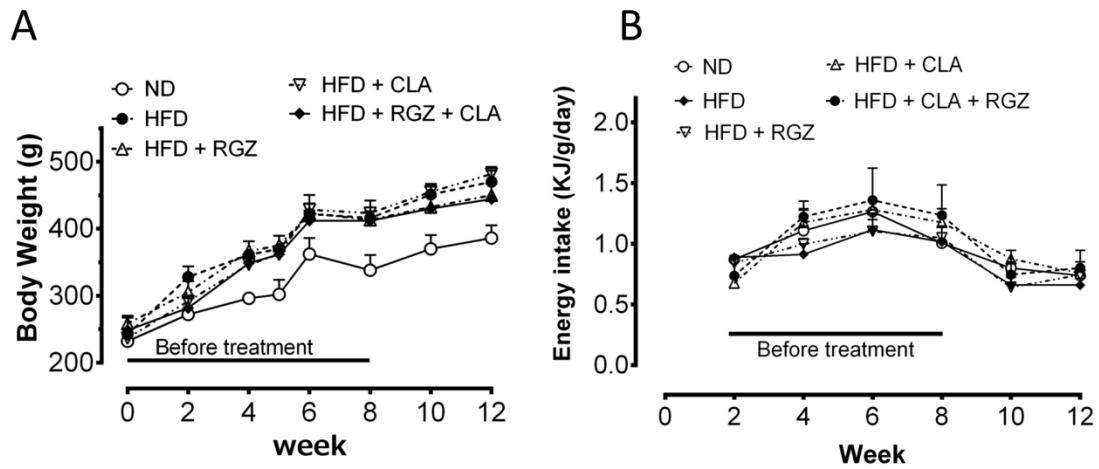 A
ND
HFD
HFD + RGZ
HFD + CLA
HFD + RGZ + CLA
Body Weight (g)
500
400
300
200
Before treatment
0 2 4 6 8 10 12
week
B
ND
HFD
HFD + RGZ
HFD + CLA
HFD + CLA + RGZ
Energy intake (KJ/g/day)
2.0
1.5
1.0
0.5
0.0
Before treatment
0 2 4 6 8 10 12
Week